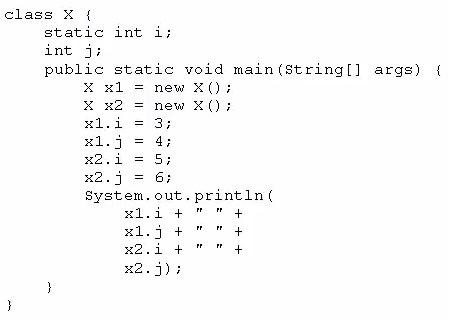 class X {
    static int i;
    int j;
    public static void main(String[] args) {
        X x1 = new X();
        X x2 = new X();
        x1.i = 3;
        x1.j = 4;
        x2.i = 5;
        x2.j = 6;
        System.out.println(
            x1.i + " " +
            x1.j + " " +
            x2.i + " " +
            x2.j);
    }
}